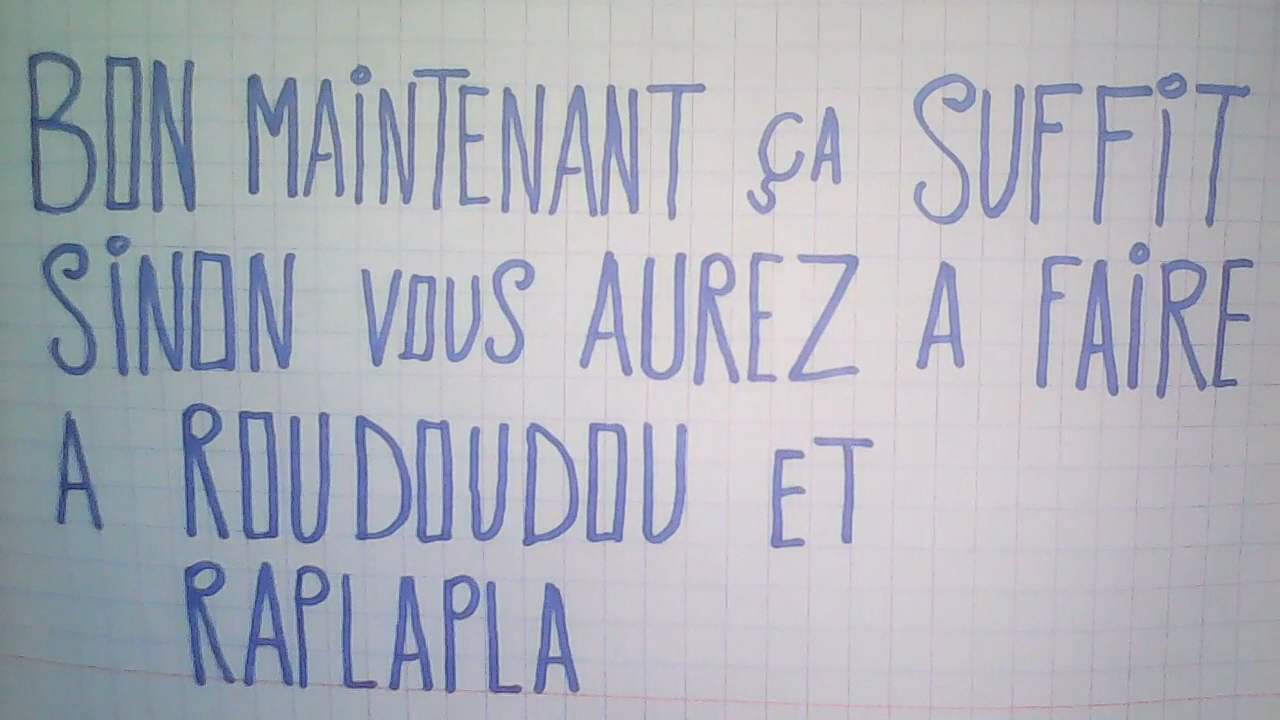 BON MAiNTENANT ÇA SUFFiT
SiNON VOUS AUREZ A FAiRE
A ROUDOUDOU ET
RAPLAPLA